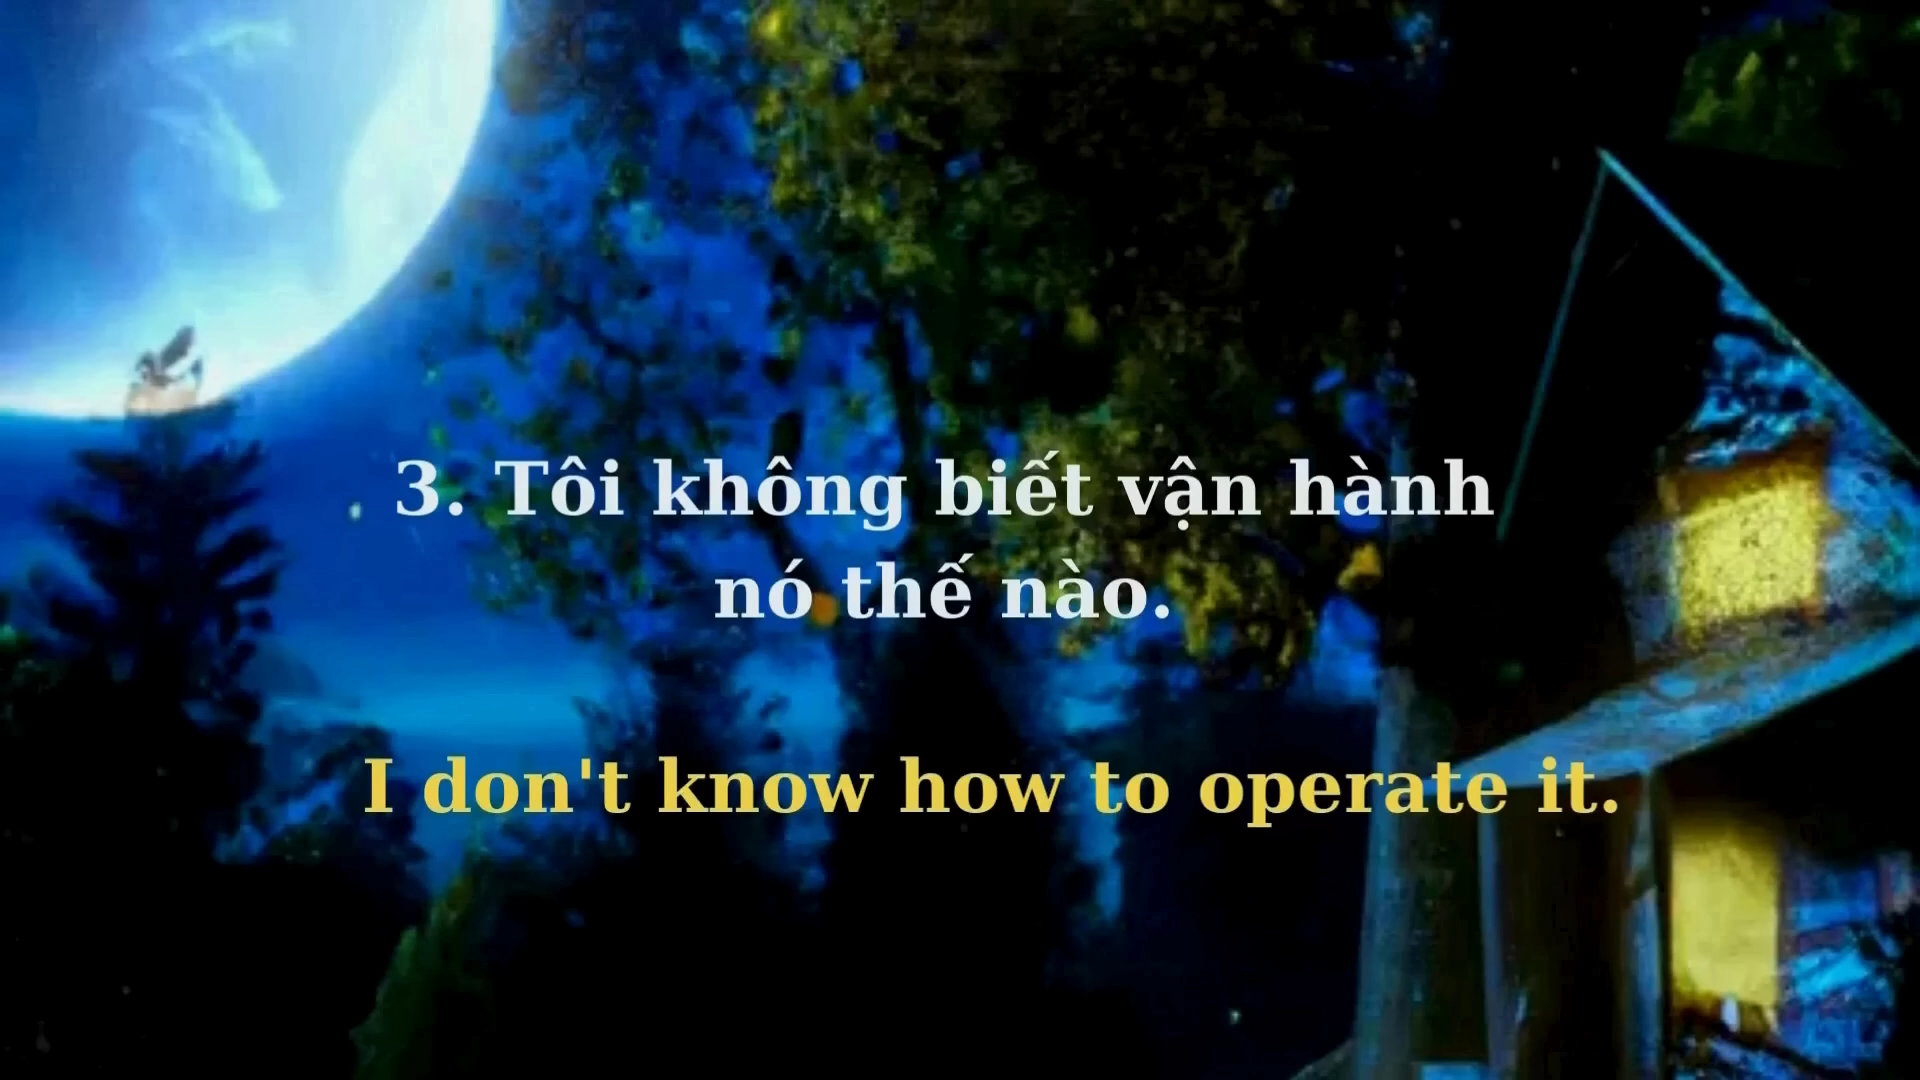 3. Tôi không biết vận hành
nó thế nào.
I don't know how to operate it.